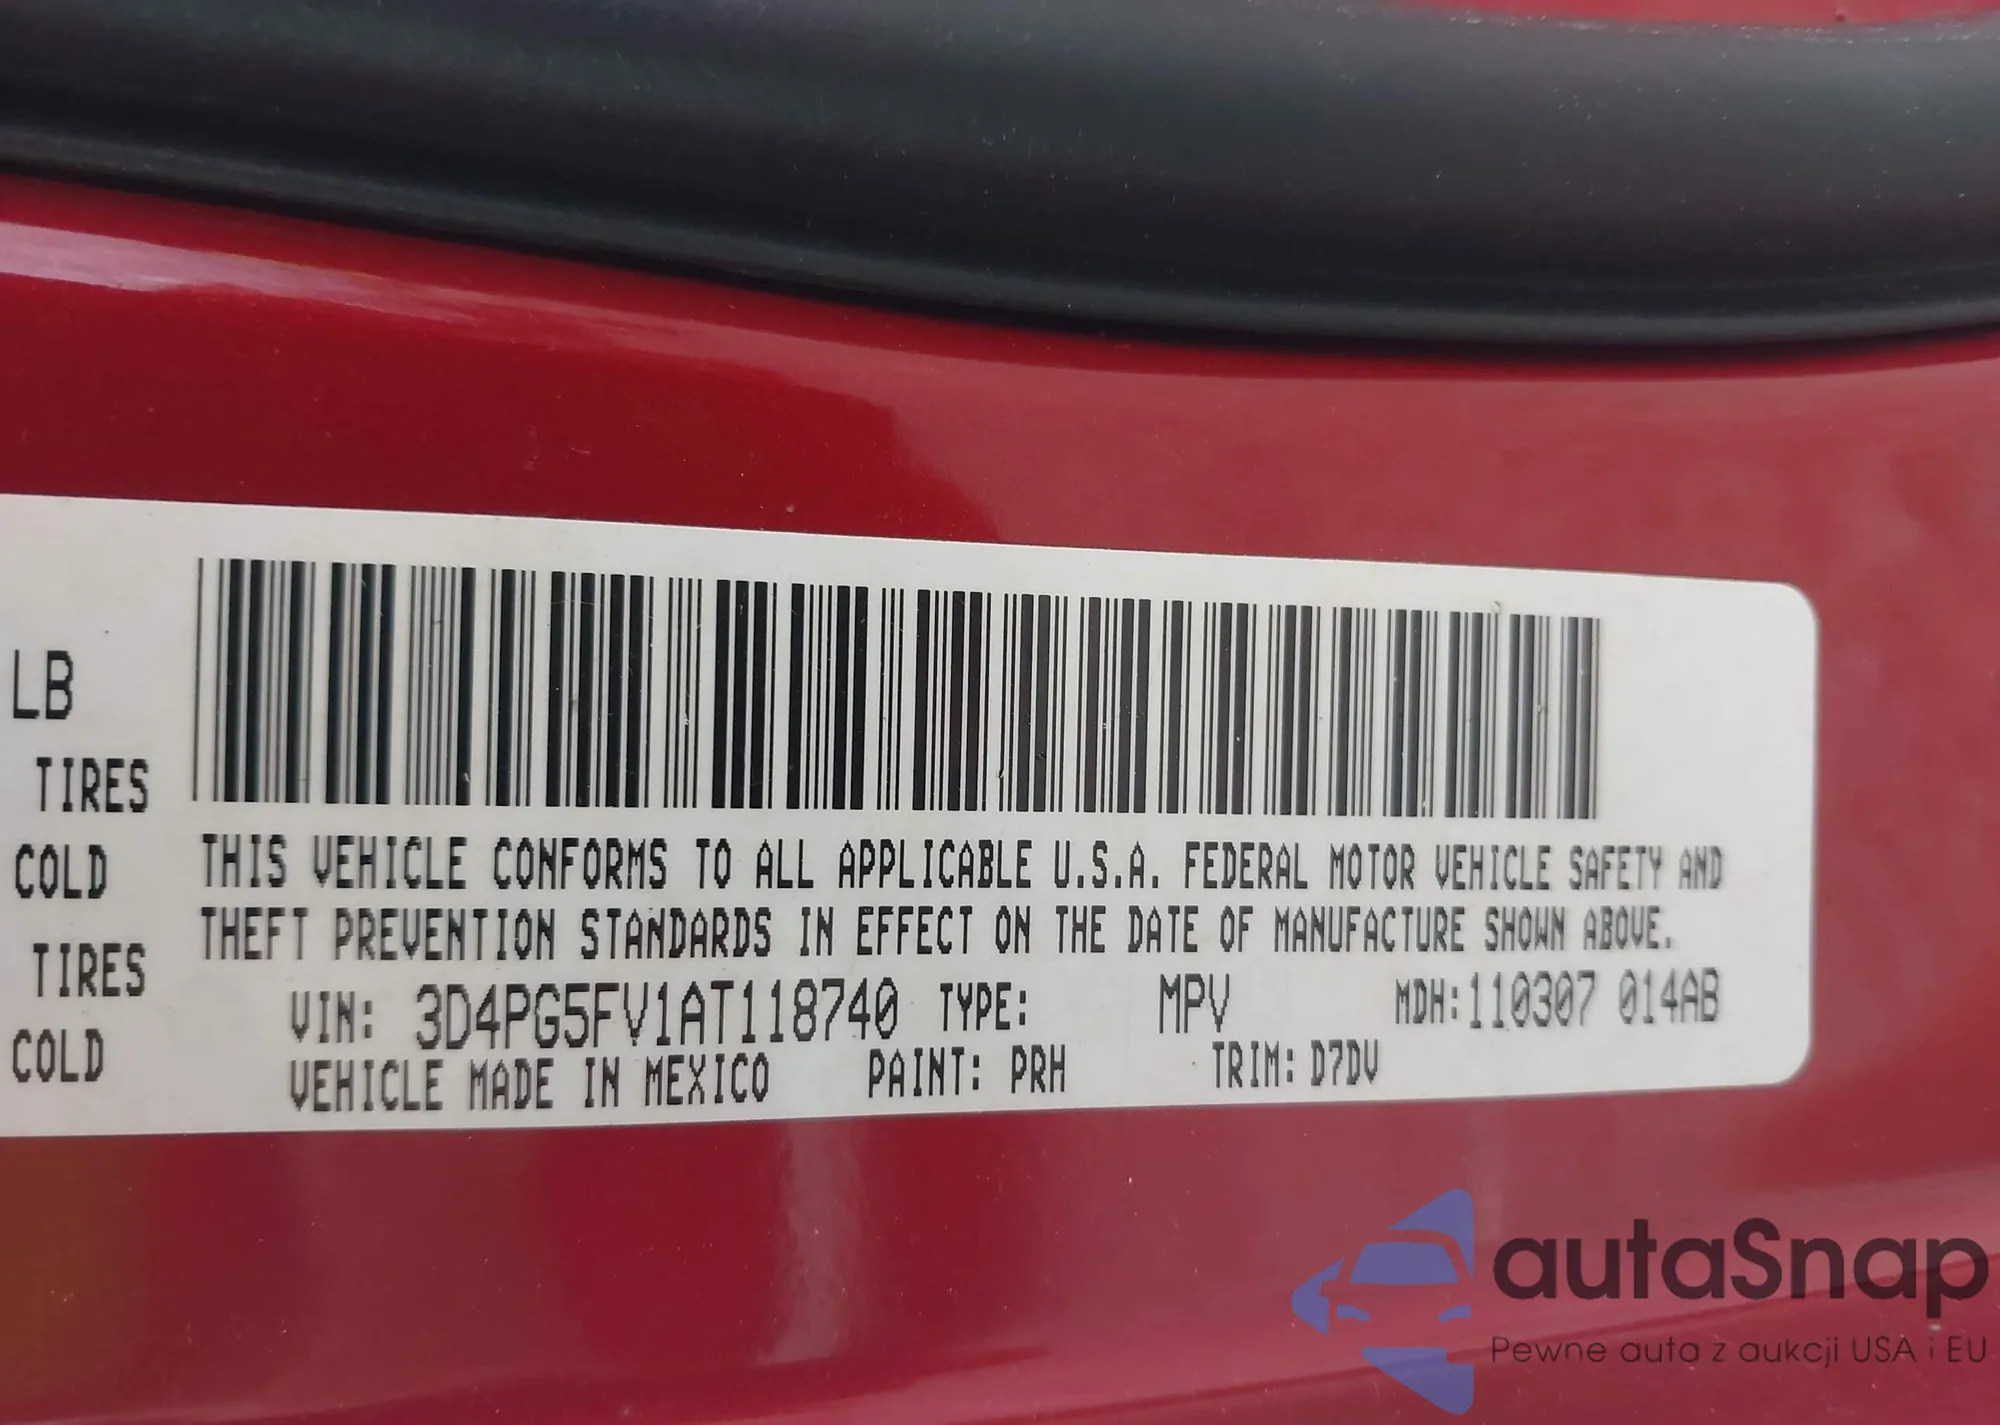 LB
TIRES
COLD
TIRES
COLD
THIS VEHICLE CONFORMS TO ALL APPLICABLE U.S.A. FEDERAL MOTOR VEHICLE SAFETY AND
THEFT PREVENTION STANDARDS IN EFFECT ON THE DATE OF MANUFACTURE SHOWN ABOVE.
VIN: 3D4PG5FV1AT118740 TYPE: MPV MDH:110307 014AB
VEHICLE MADE IN MEXICO PAINT: PRH TRIM: D7DV
autaSnap
Pewne auta z aukcji USA i EU